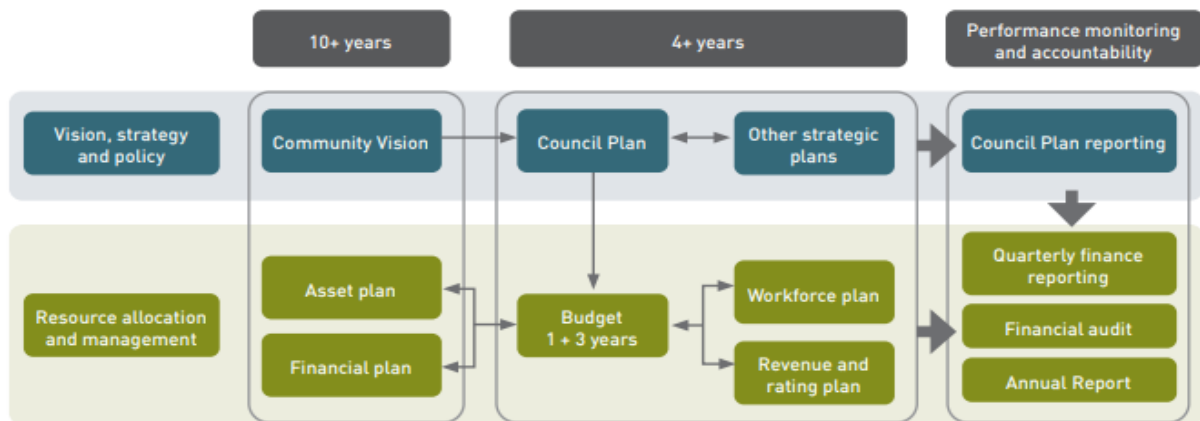 10+ years
4+ years
Performance monitoring
and accountability
Vision, strategy
and policy
Community Vision
Council Plan
Other strategic
plans
Council Plan reporting
Resource allocation
and management
Asset plan
Financial plan
Budget
1 + 3 years
Workforce plan
Revenue and
rating plan
Quarterly finance
reporting
Financial audit
Annual Report